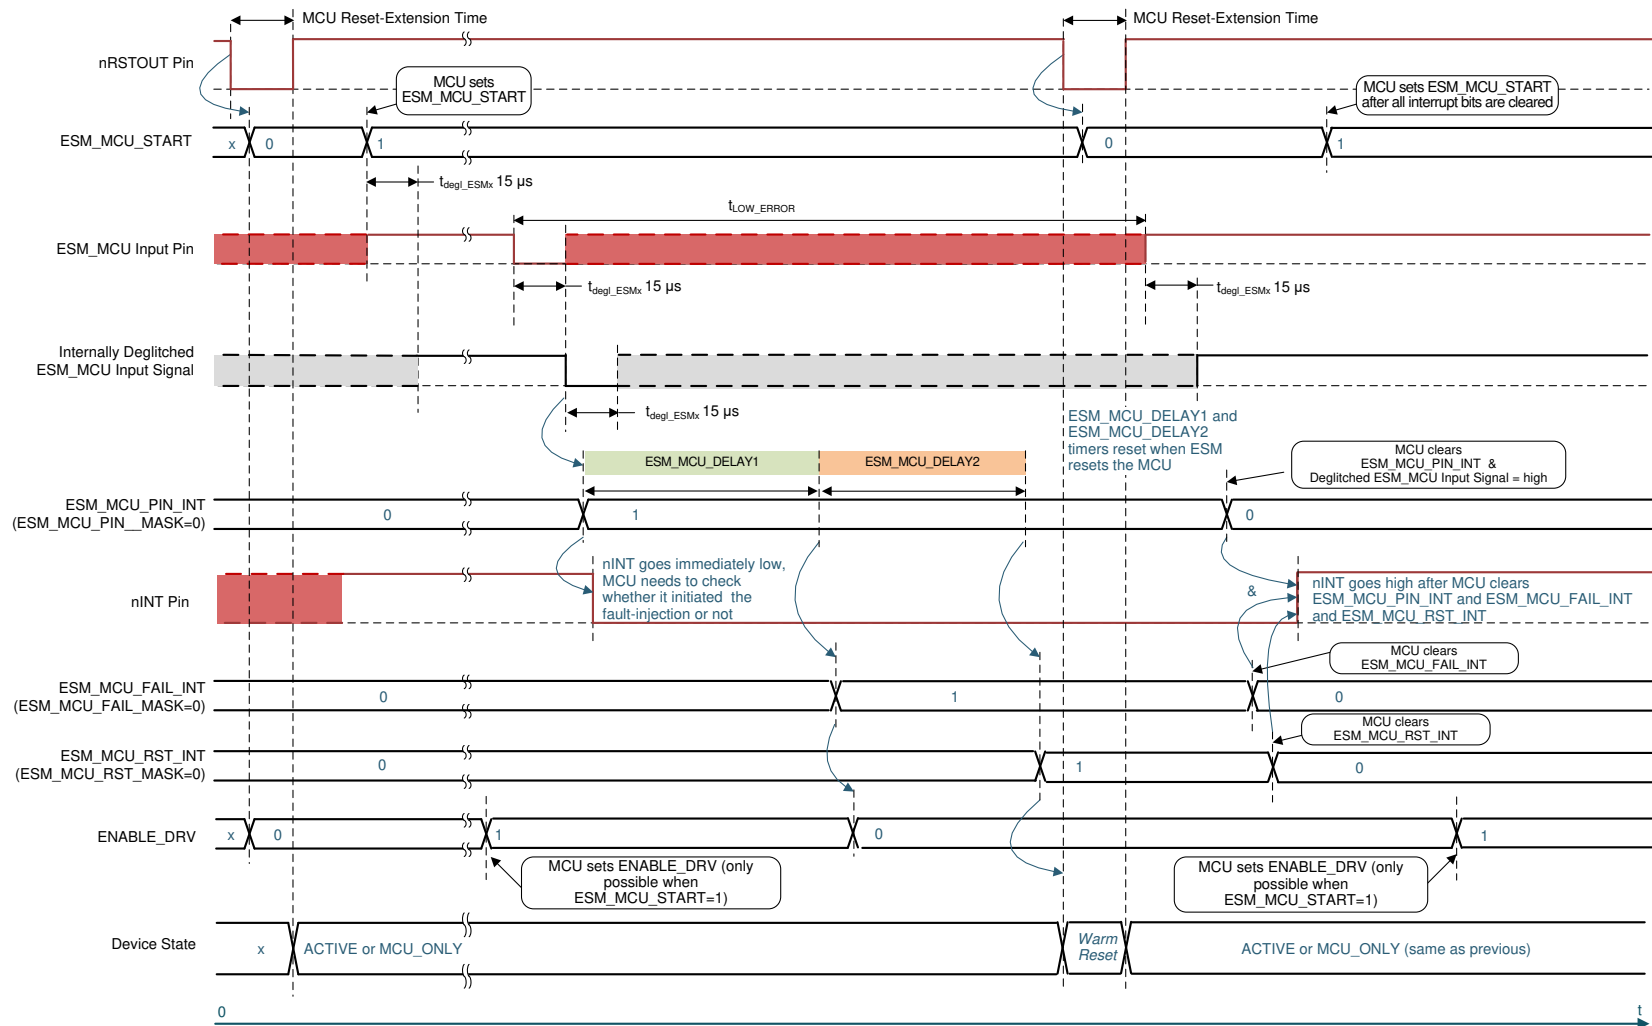 MCU Reset-Extension Time
MCU Reset-Extension Time
nRSTOUT Pin
MCU sets
ESM_MCU_START
MCU sets ESM_MCU_START
after all interrupt bits are cleared
ESM_MCU_START
x
0
1
0
1
tdegl_ESMx 15 µs
tLOW_ERROR
ESM_MCU Input Pin
tdegl_ESMx 15 µs
tdegl_ESMx 15 µs
Internally Deglitched
ESM_MCU Input Signal
tdegl_ESMx 15 µs
ESM_MCU_DELAY1 and
ESM_MCU_DELAY2
timers reset when ESM
resets the MCU
ESM_MCU_DELAY1
ESM_MCU_DELAY2
MCU clears
ESM_MCU_PIN_INT &
Deglitched ESM_MCU Input Signal = high
ESM_MCU_PIN_INT
(ESM_MCU_PIN__MASK=0)
0
1
0
nINT Pin
nINT goes immediately low,
MCU needs to check
whether it initiated the
fault-injection or not
&
nINT goes high after MCU clears
ESM_MCU_PIN_INT and ESM_MCU_FAIL_INT
and ESM_MCU_RST_INT
MCU clears
ESM_MCU_FAIL_INT
ESM_MCU_FAIL_INT
(ESM_MCU_FAIL_MASK=0)
0
1
0
MCU clears
ESM_MCU_RST_INT
ESM_MCU_RST_INT
(ESM_MCU_RST_MASK=0)
0
1
0
ENABLE_DRV
x
0
1
0
1
MCU sets ENABLE_DRV (only
possible when
ESM_MCU_START=1)
MCU sets ENABLE_DRV (only
possible when
ESM_MCU_START=1)
Device State
x
ACTIVE or MCU_ONLY
Warm
Reset
ACTIVE or MCU_ONLY (same as previous)
0
t